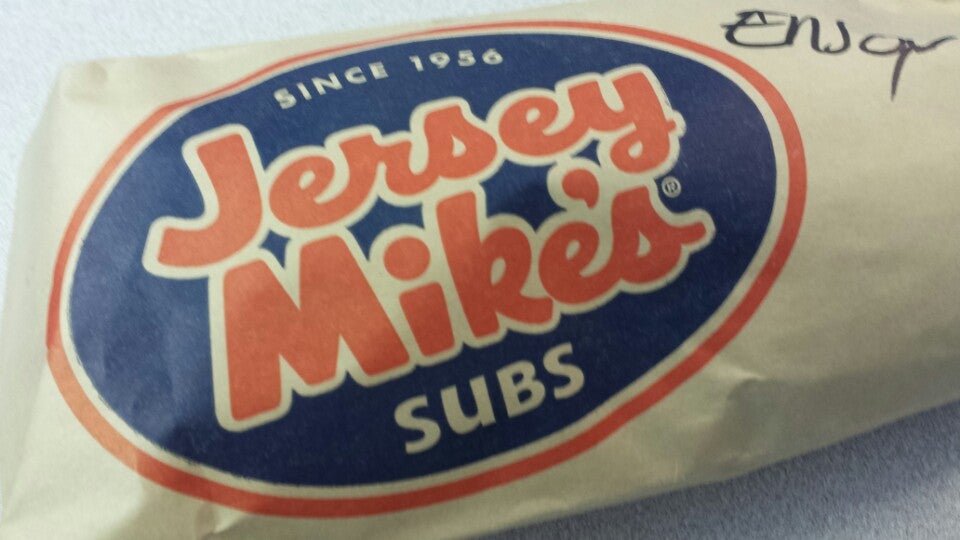 ENJOY
SINCE 1956
Jersey
Mike's®
SUBS